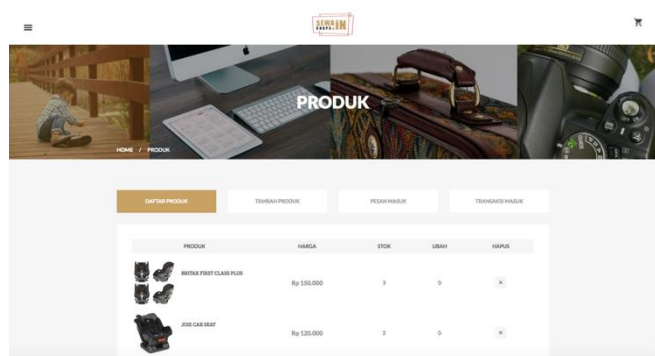 SEWA IN
PRODUK
HOME / PRODUK
DAFTAR PRODUK TAMBAH PRODUK PESAN MASUK TRANSAKSI MASUK
PRODUK HARGA STOK UBAH HAPUS
BRITAX FIRST CLASS PLUS
Rp 150.000 3
JOIE CAR SEAT
Rp 120.000